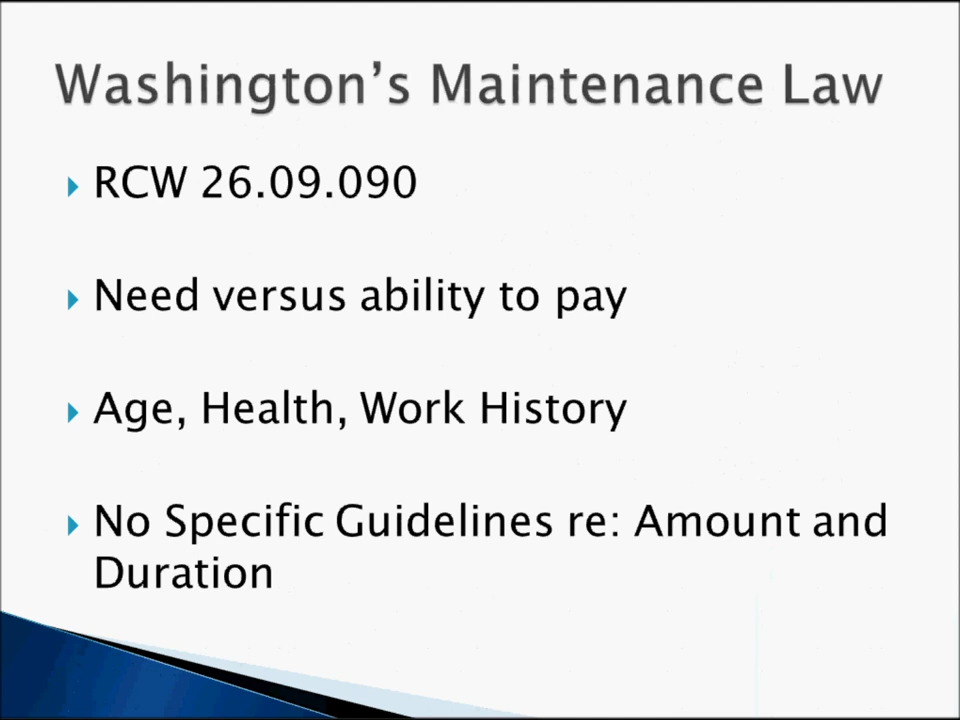 Washington’s Maintenance Law
RCW 26.09.090
Need versus ability to pay
Age, Health, Work History
No Specific Guidelines re: Amount and
Duration